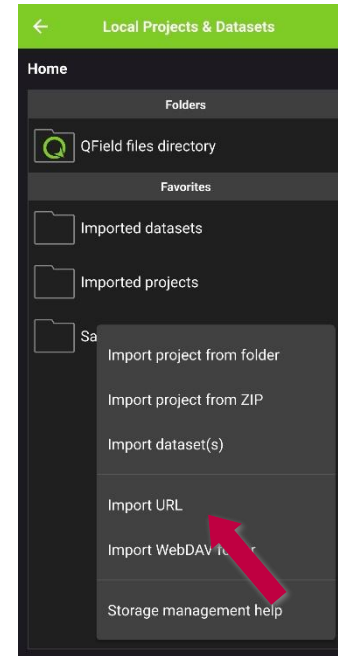 Local Projects & Datasets
Home
Folders
QField files directory
Favorites
Imported datasets
Imported projects
Sa
Import project from folder
Import project from ZIP
Import dataset(s)
Import URL
Import WebDAV
Storage management help